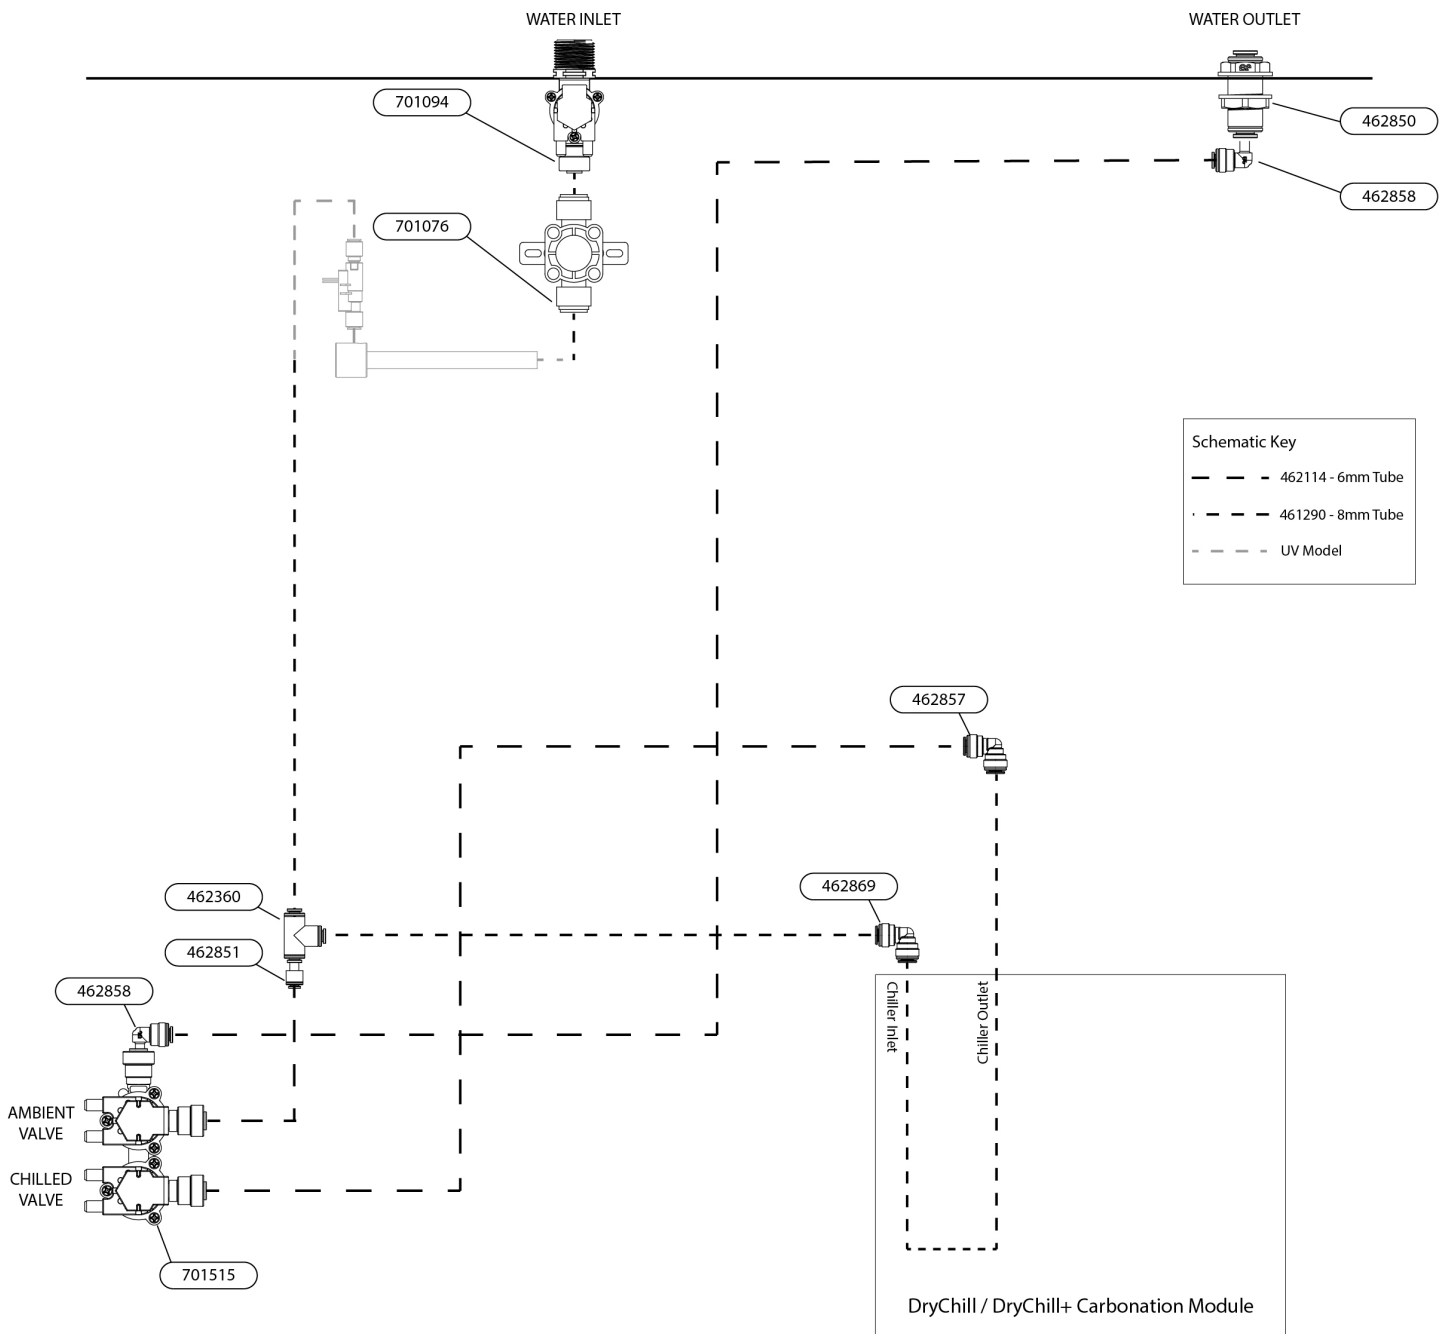 WATER INLET
WATER OUTLET
701094
462850
462858
701076
Schematic Key
462114 - 6mm Tube
461290 - 8mm Tube
UV Model
462857
462360
462869
462851
462858
Chiller Inlet
Chiller Outlet
AMBIENT
VALVE
CHILLED
VALVE
701515
DryChill / DryChill+ Carbonation Module